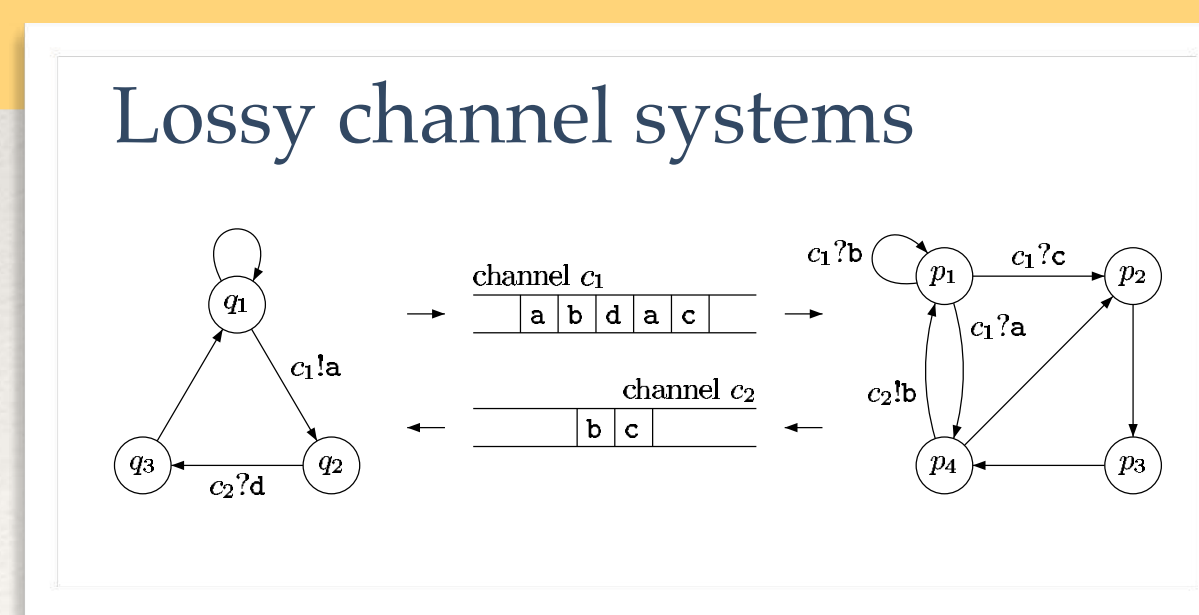 Lossy channel systems
channel c₁
a b d a c
channel c₂
b c
q₁
c₁!a
q₂
c₂?d
q₃
c₁?b
p₁
c₁?c
p₂
c₁?a
c₂!b
p₄
p₃